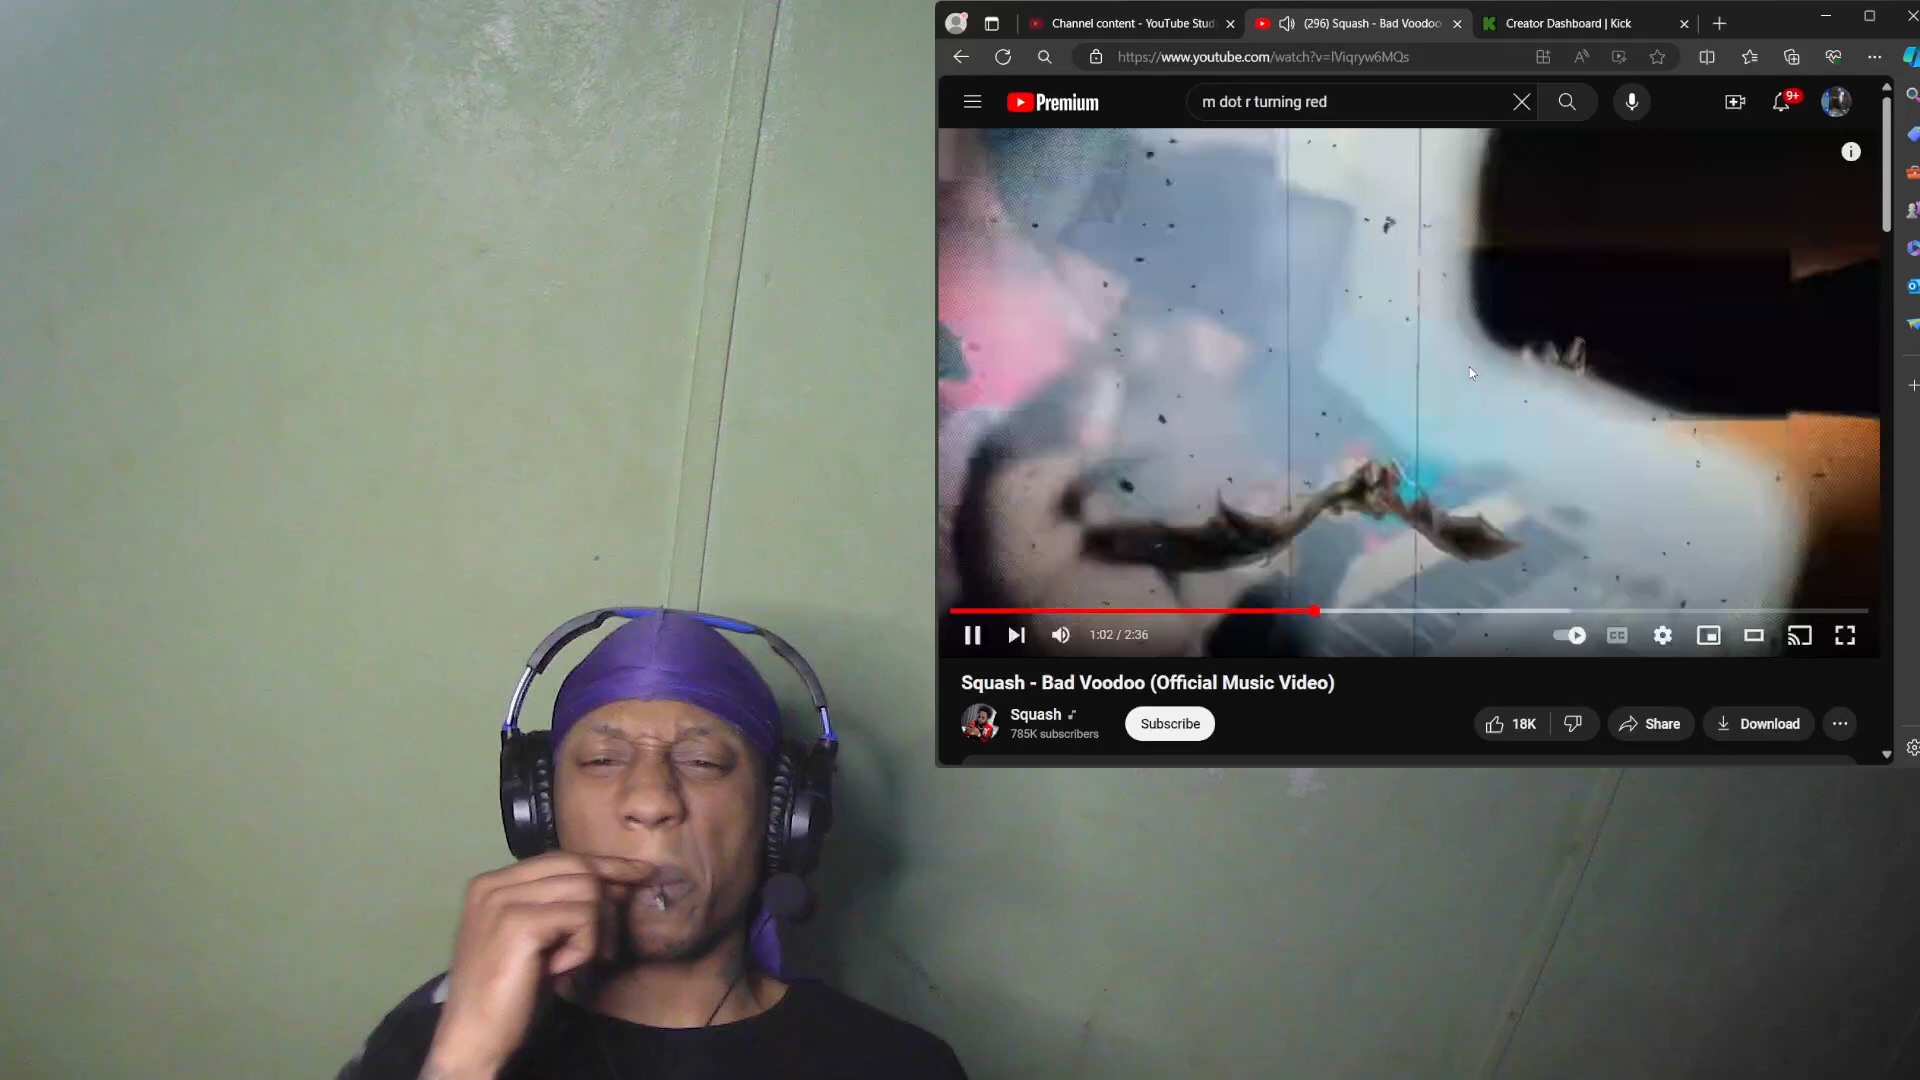 Channel content - YouTube Stud
(296) Squash - Bad Voodoo
Creator Dashboard | Kick
https://www.youtube.com/watch?v=lViqryw6MQs
Premium
m dot r turning red
9+
1:02 / 2:36
CC
Squash - Bad Voodoo (Official Music Video)
Squash
785K subscribers
Subscribe
18K
Share
Download